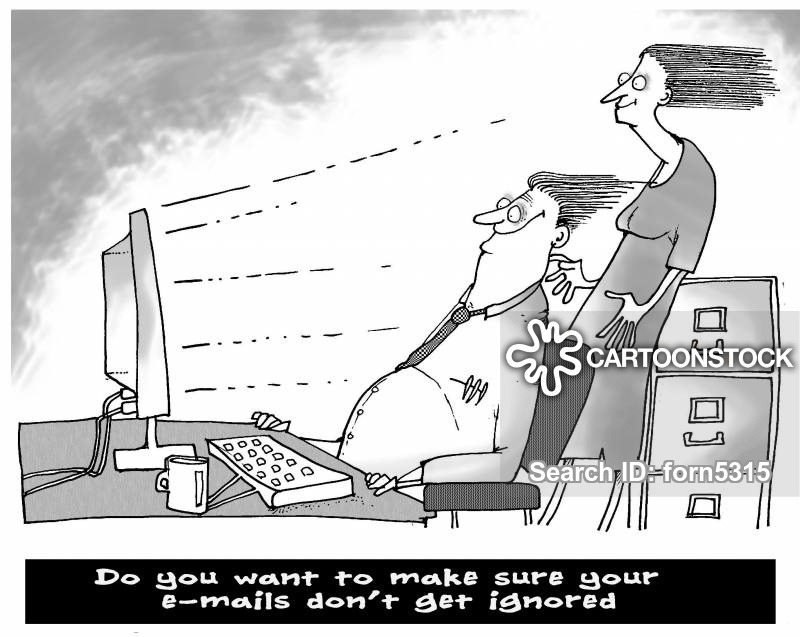 CARTOONSTOCK
Search ID: forn5315
Do you want to make sure your
e-mails don't get ignored